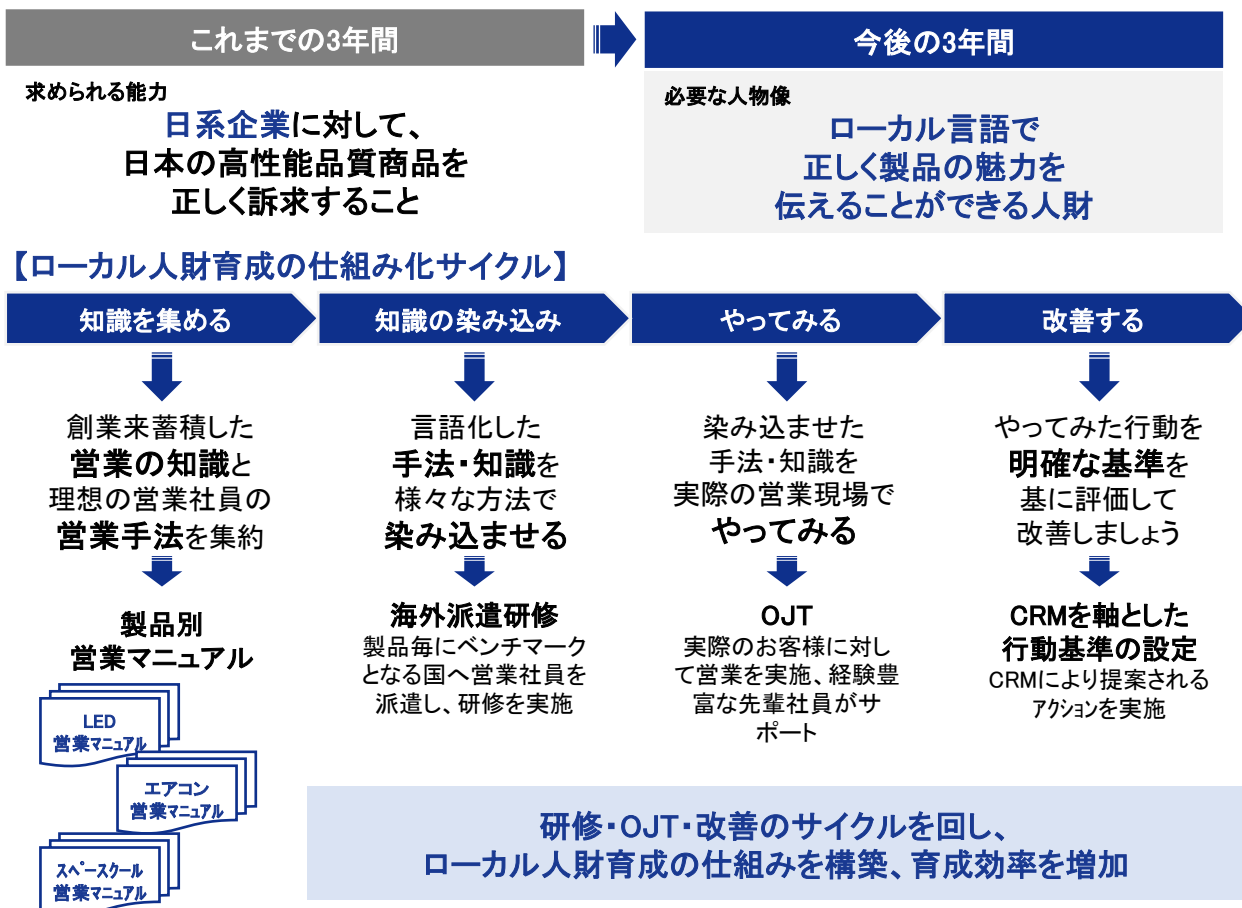 これまでの3年間
今後の3年間
求められる能力
日系企業に対して、
日本の高性能品質商品を
正しく訴求すること
必要な人物像
ローカル言語で
正しく製品の魅力を
伝えることができる人財
【ローカル人財育成の仕組み化サイクル】
知識を集める
知識の染み込み
やってみる
改善する
創業来蓄積した
営業の知識と
理想の営業社員の
営業手法を集約
言語化した
手法・知識を
様々な方法で
染み込ませる
染み込ませた
手法・知識を
実際の営業現場で
やってみる
やってみた行動を
明確な基準を
基に評価して
改善しましょう
製品別
営業マニュアル
海外派遣研修
製品毎にベンチマーク
となる国へ営業社員を
派遣し、研修を実施
OJT
実際のお客様に対し
て営業を実施、経験豊
富な先輩社員がサ
ポート
CRMを軸とした
行動基準の設定
CRMにより提案される
アクションを実施
LED
営業マニュアル
エアコン
営業マニュアル
スペースクール
営業マニュアル
研修・OJT・改善のサイクルを回し、
ローカル人財育成の仕組みを構築、育成効率を増加